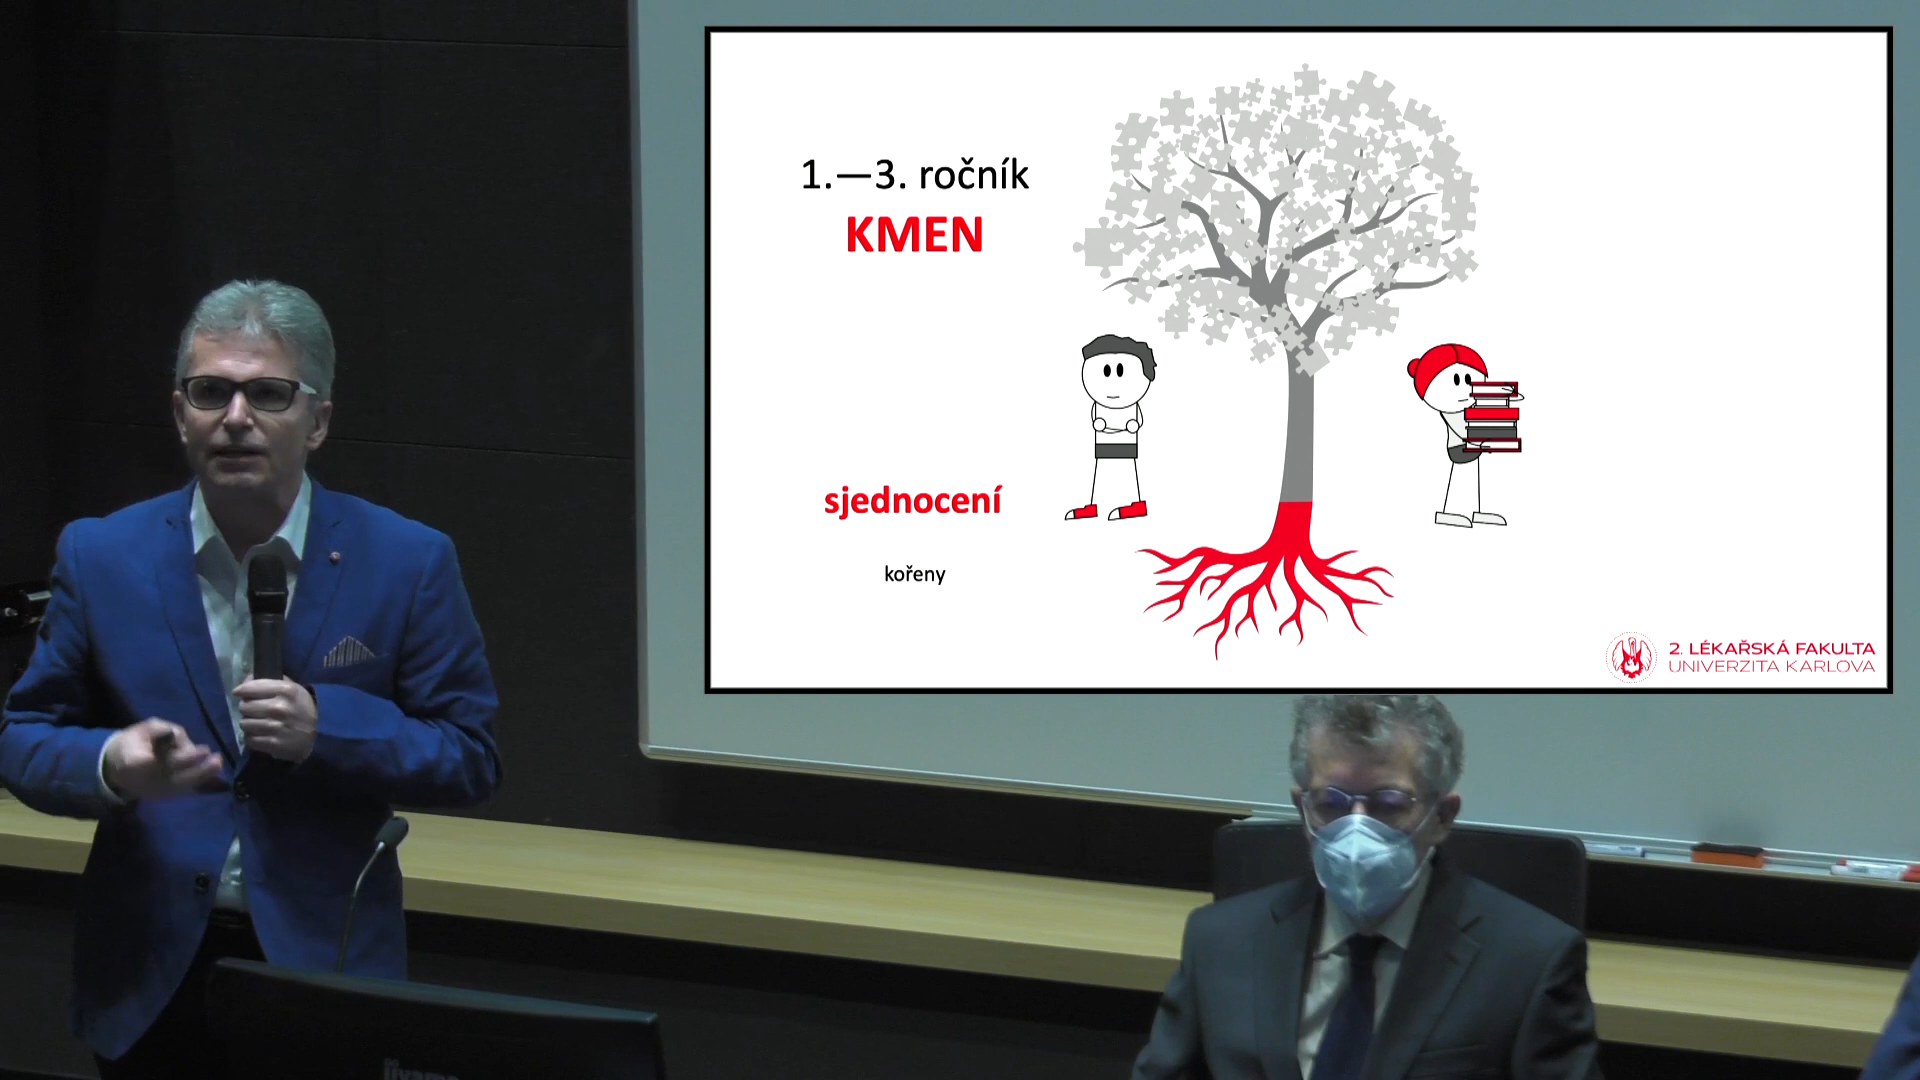 1.—3. ročník
KMEN
sjednocení
kořeny
2. LÉKAŘSKÁ FAKULTA
UNIVERZITA KARLOVA